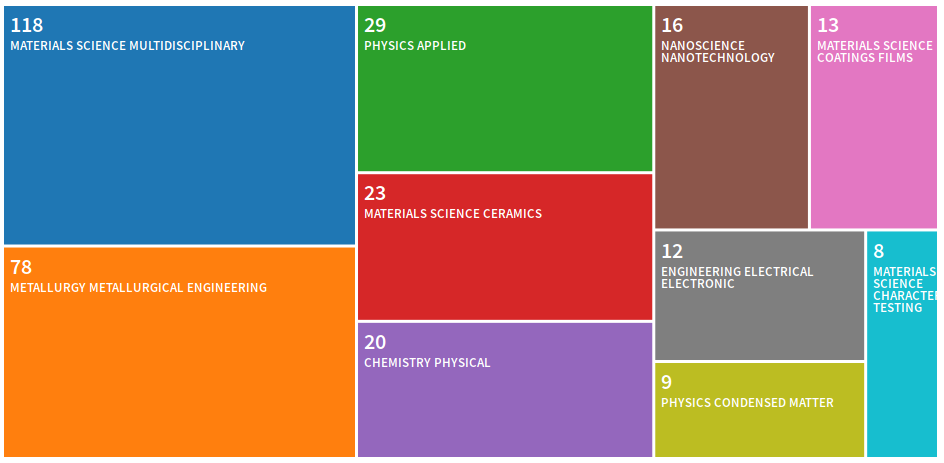 118
MATERIALS SCIENCE MULTIDISCIPLINARY
78
METALLURGY METALLURGICAL ENGINEERING
29
PHYSICS APPLIED
23
MATERIALS SCIENCE CERAMICS
20
CHEMISTRY PHYSICAL
16
NANOSCIENCE
NANOTECHNOLOGY
13
MATERIALS SCIENCE
COATINGS FILMS
12
ENGINEERING ELECTRICAL
ELECTRONIC
9
PHYSICS CONDENSED MATTER
8
MATERIALS
SCIENCE
TESTING